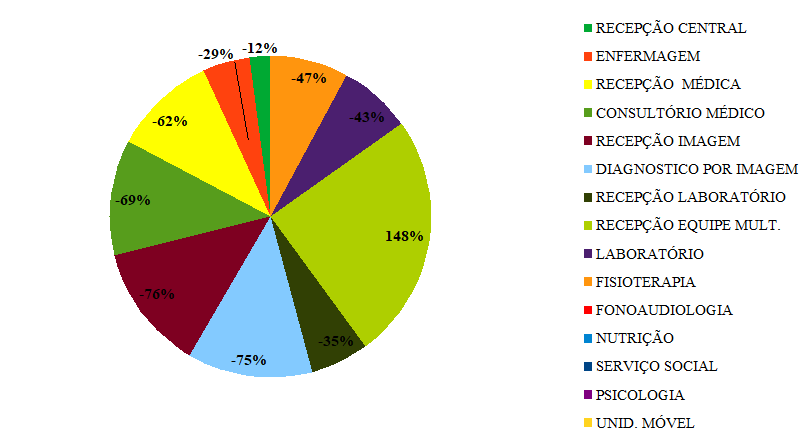 -12%
-29%
-47%
-43%
-62%
-69%
148%
-76%
-35%
-75%
RECEPÇÃO CENTRAL
ENFERMAGEM
RECEPÇÃO  MÉDICA
CONSULTÓRIO MÉDICO
RECEPÇÃO IMAGEM
DIAGNOSTICO POR IMAGEM
RECEPÇÃO LABORATÓRIO
RECEPÇÃO EQUIPE MULT.
LABORATÓRIO
FISIOTERAPIA
FONOAUDIOLOGIA
NUTRIÇÃO
SERVIÇO SOCIAL
PSICOLOGIA
UNID. MÓVEL